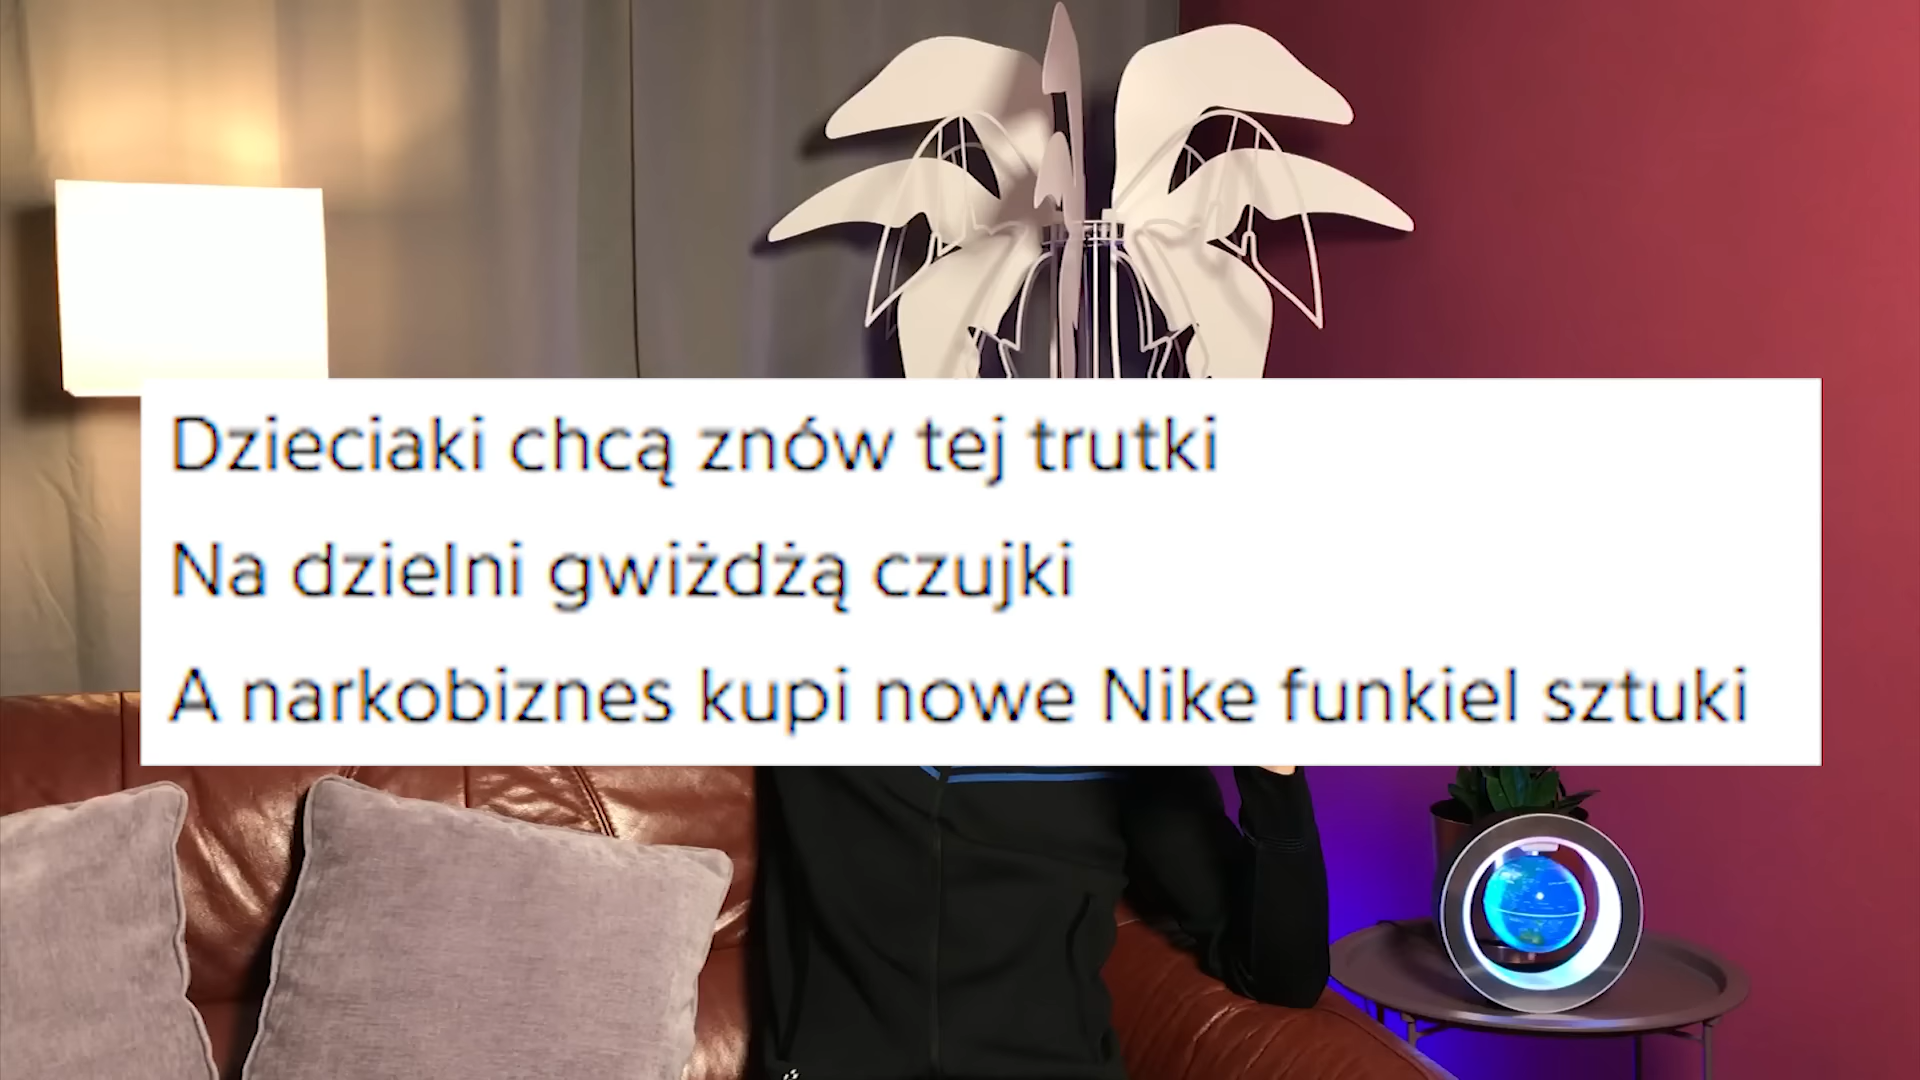 Dzieciaki chcą znów tej trutki
Na dzielni gwiżdżą czujki
A narkobiznes kupi nowe Nike funkiel sztuki